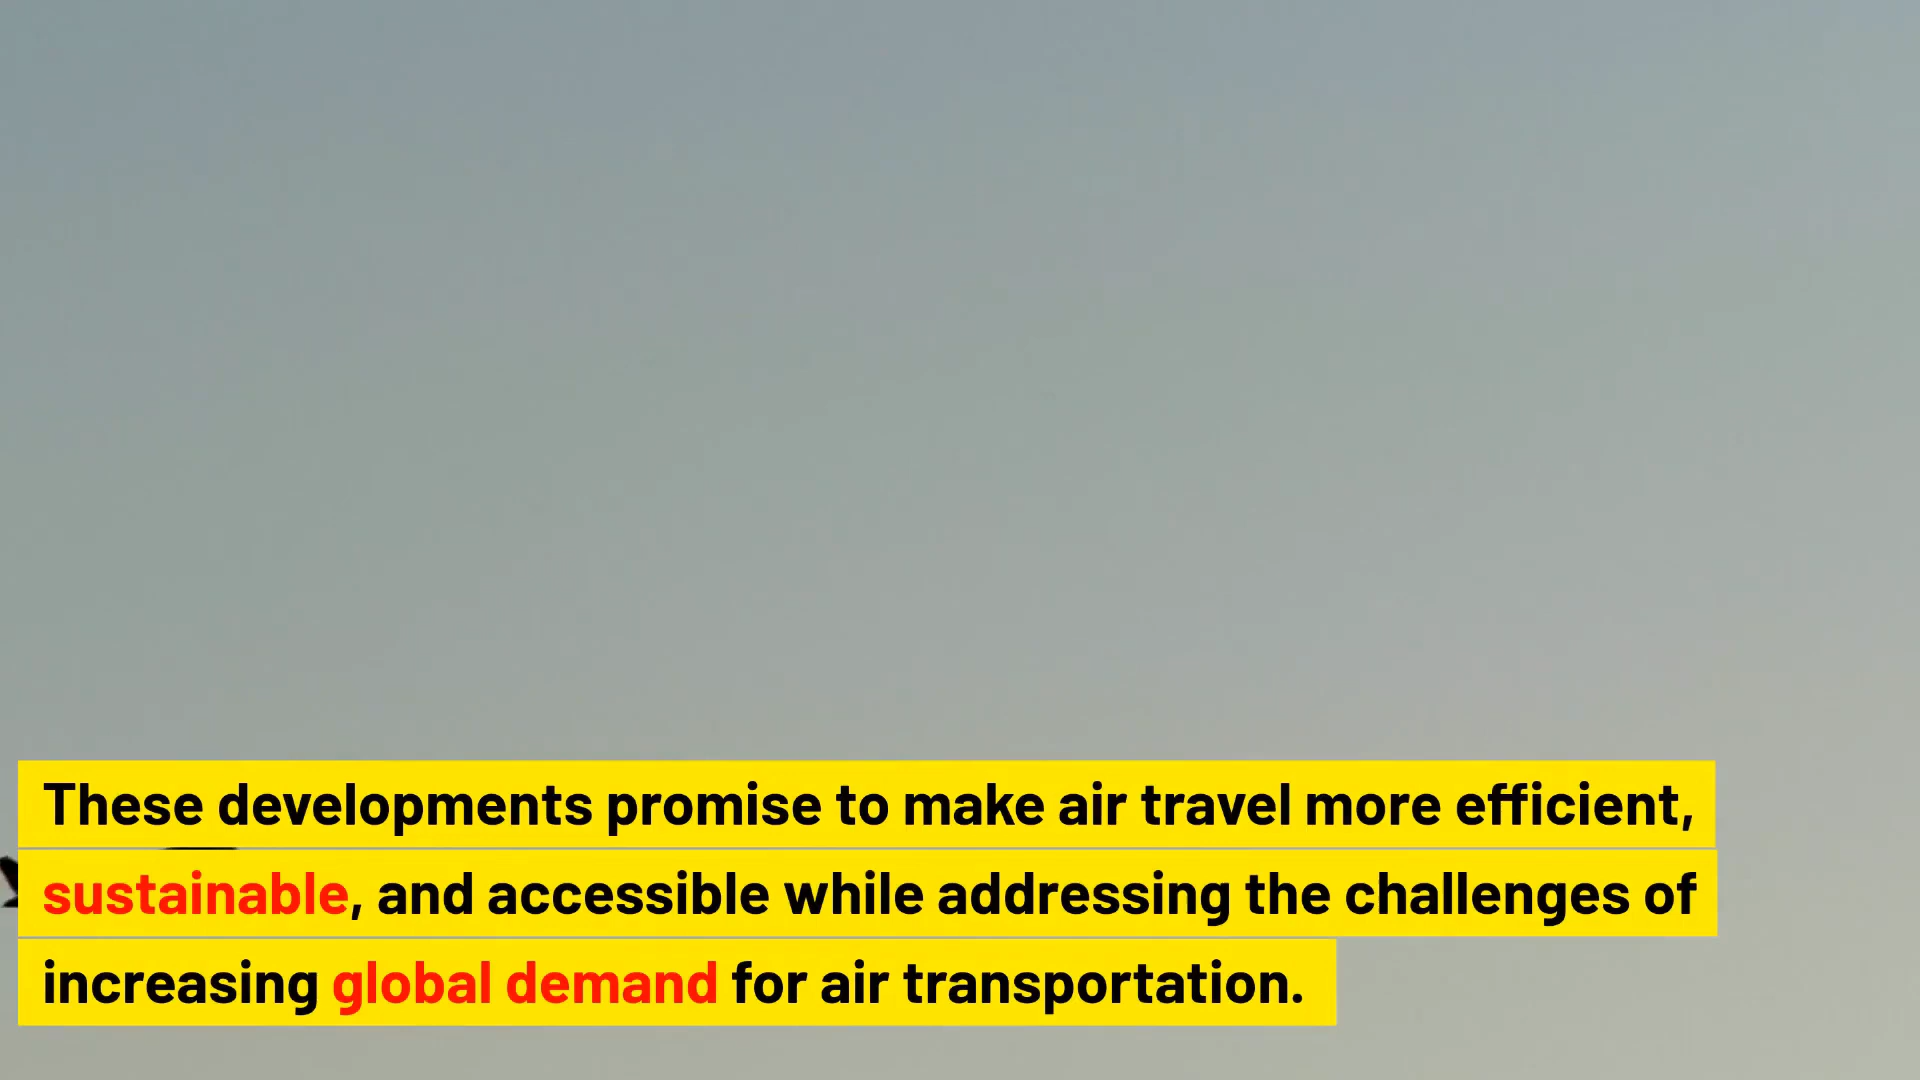 These developments promise to make air travel more efficient,
sustainable, and accessible while addressing the challenges of
increasing global demand for air transportation.